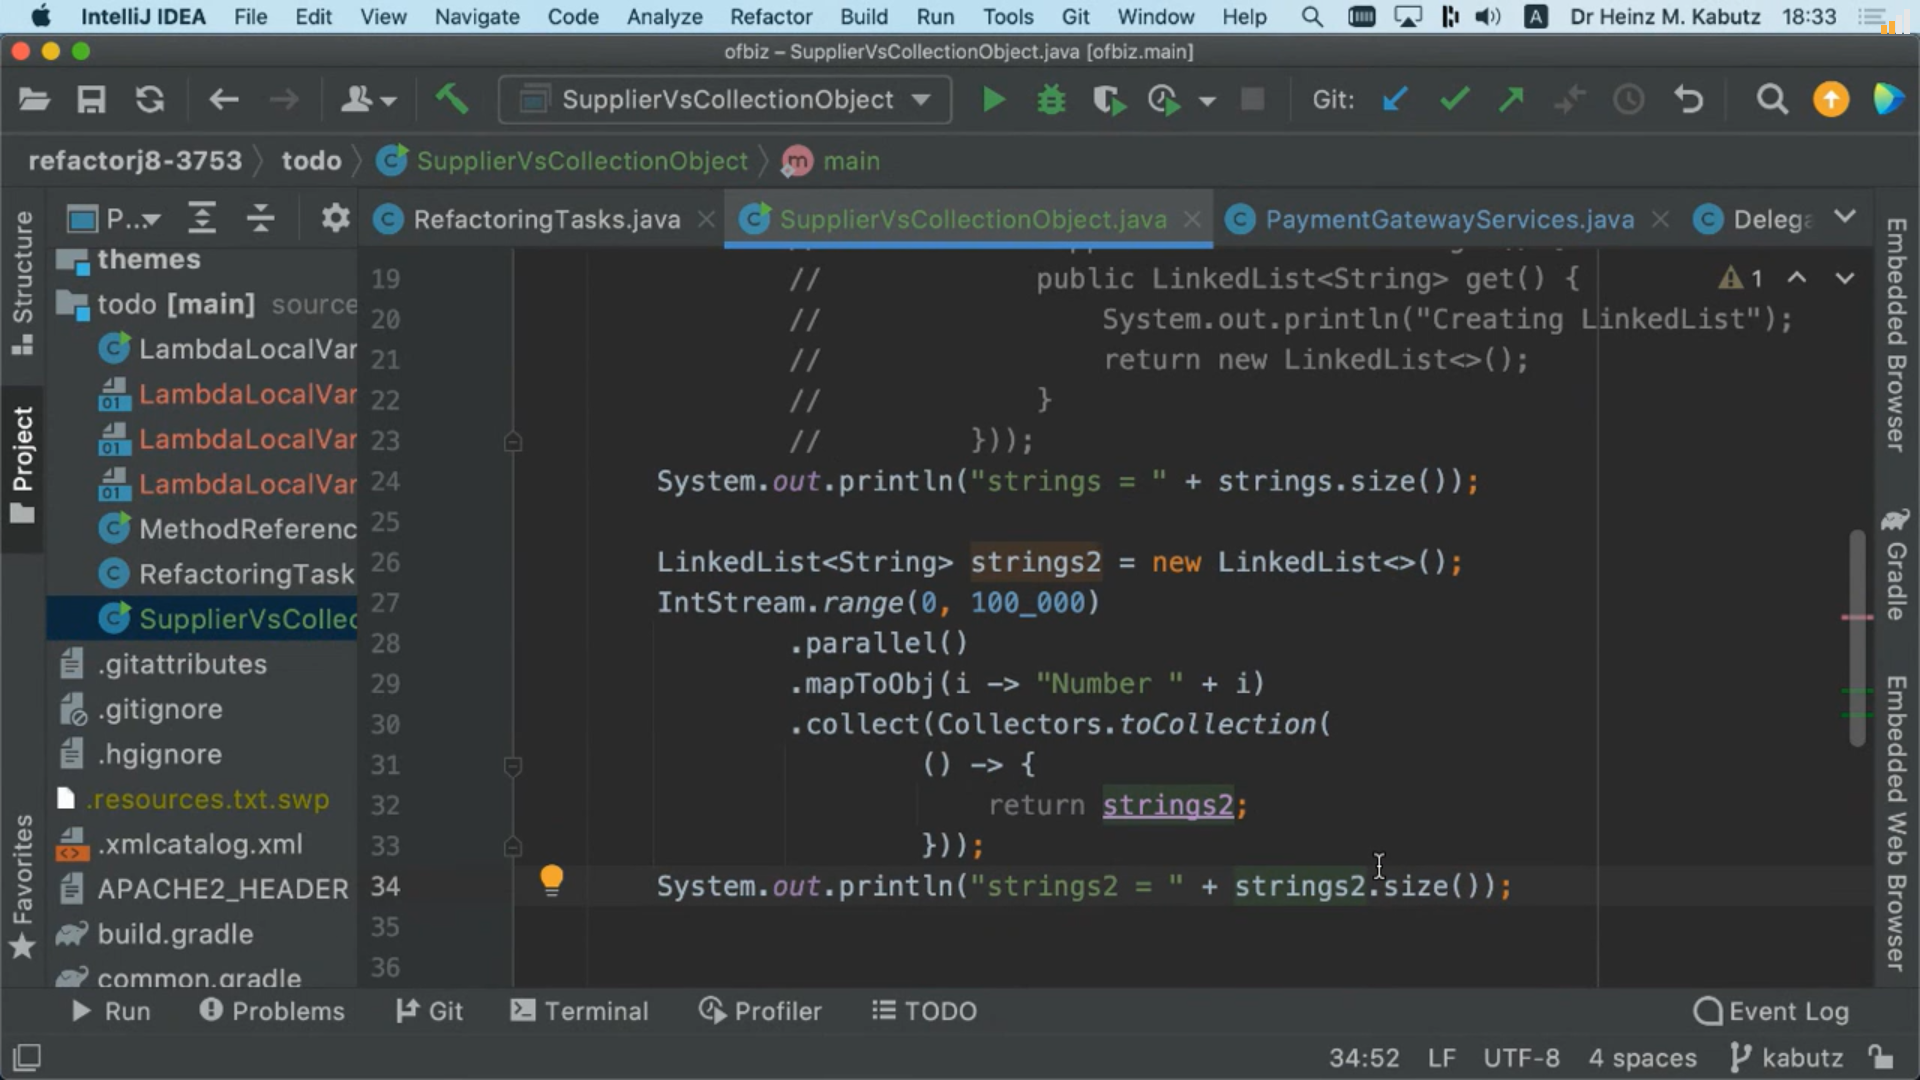 IntelliJ IDEA File Edit View Navigate Code Analyze Refactor Build Run Tools Git Window Help A Dr Heinz M. Kabutz 18:33
ofbiz – SupplierVsCollectionObject.java [ofbiz.main]
SupplierVsCollectionObject Git:
refactorj8-3753 todo SupplierVsCollectionObject m main
P... RefactoringTasks.java SupplierVsCollectionObject.java PaymentGatewayServices.java Delega
Structure
Project
Favorites
themes
todo [main] source
LambdaLocalVar
LambdaLocalVar
LambdaLocalVar
LambdaLocalVar
MethodReferenc
RefactoringTask
SupplierVsCollec
.gitattributes
.gitignore
.hgignore
.resources.txt.swp
.xmlcatalog.xml
APACHE2_HEADER
build.gradle
common.gradle
19 // public LinkedList<String> get() { 1
20 // System.out.println("Creating LinkedList");
21 // return new LinkedList<>();
22 // }
23 // }));
24 System.out.println("strings = " + strings.size());
25
26 LinkedList<String> strings2 = new LinkedList<>();
27 IntStream.range(0, 100_000)
28 .parallel()
29 .mapToObj(i -> "Number " + i)
30 .collect(Collectors.toCollection(
31 () -> {
32 return strings2;
33 }));
34 System.out.println("strings2 = " + strings2.size());
35
36
Embedded Browser
Gradle
Embedded Web Browser
Run Problems Git Terminal Profiler TODO Event Log
34:52 LF UTF-8 4 spaces kabutz